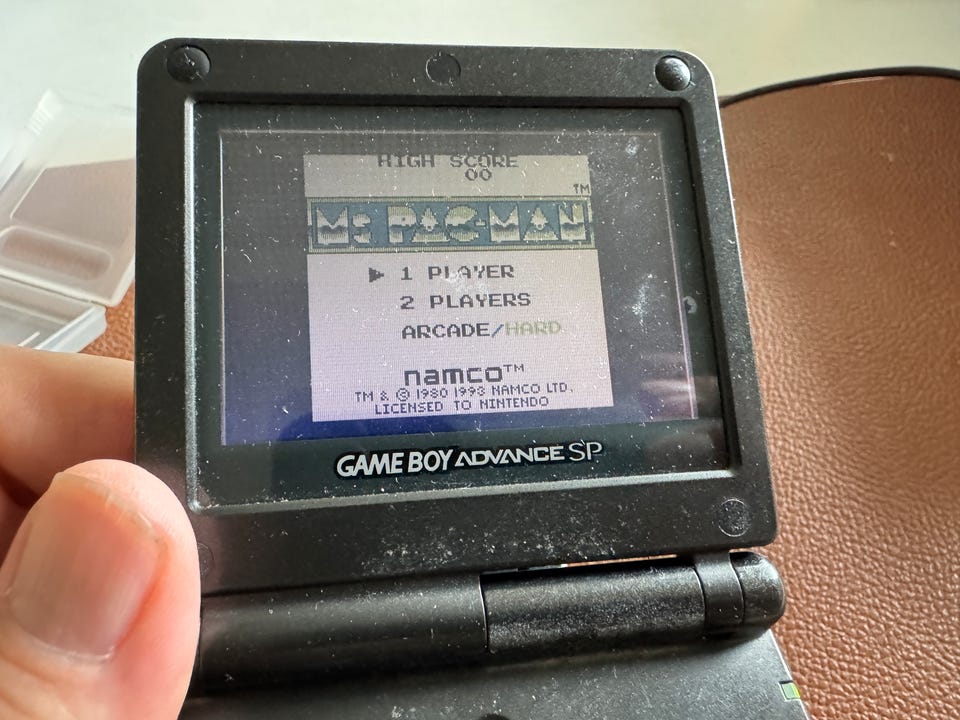 HIGH SCORE
00
TM
Ms PAC-MAN
▶ 1 PLAYER
2 PLAYERS
ARCADE/HARD
namco™
TM & © 1980 1993 NAMCO LTD.
LICENSED TO NINTENDO
GAME BOY ADVANCE SP